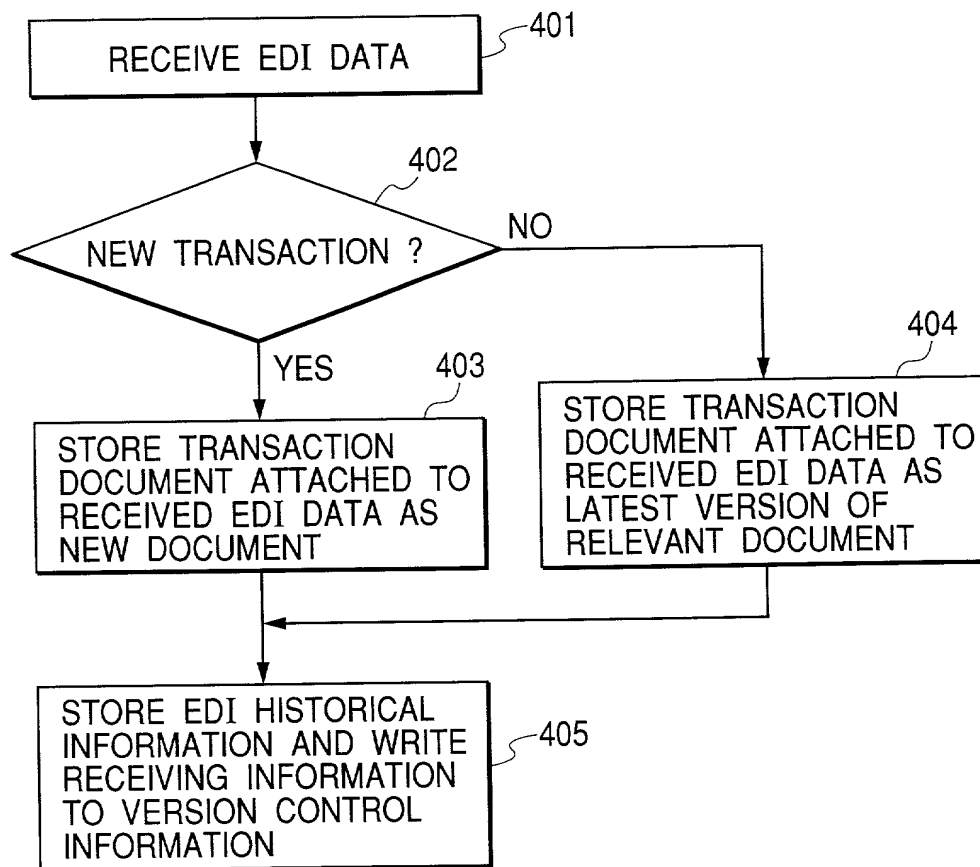 RECEIVE EDI DATA
401
402
NEW TRANSACTION ?
NO
YES
403
STORE TRANSACTION
DOCUMENT ATTACHED TO
RECEIVED EDI DATA AS
NEW DOCUMENT
404
STORE TRANSACTION
DOCUMENT ATTACHED TO
RECEIVED EDI DATA AS
LATEST VERSION OF
RELEVANT DOCUMENT
STORE EDI HISTORICAL
INFORMATION AND WRITE
RECEIVING INFORMATION
TO VERSION CONTROL
INFORMATION
405